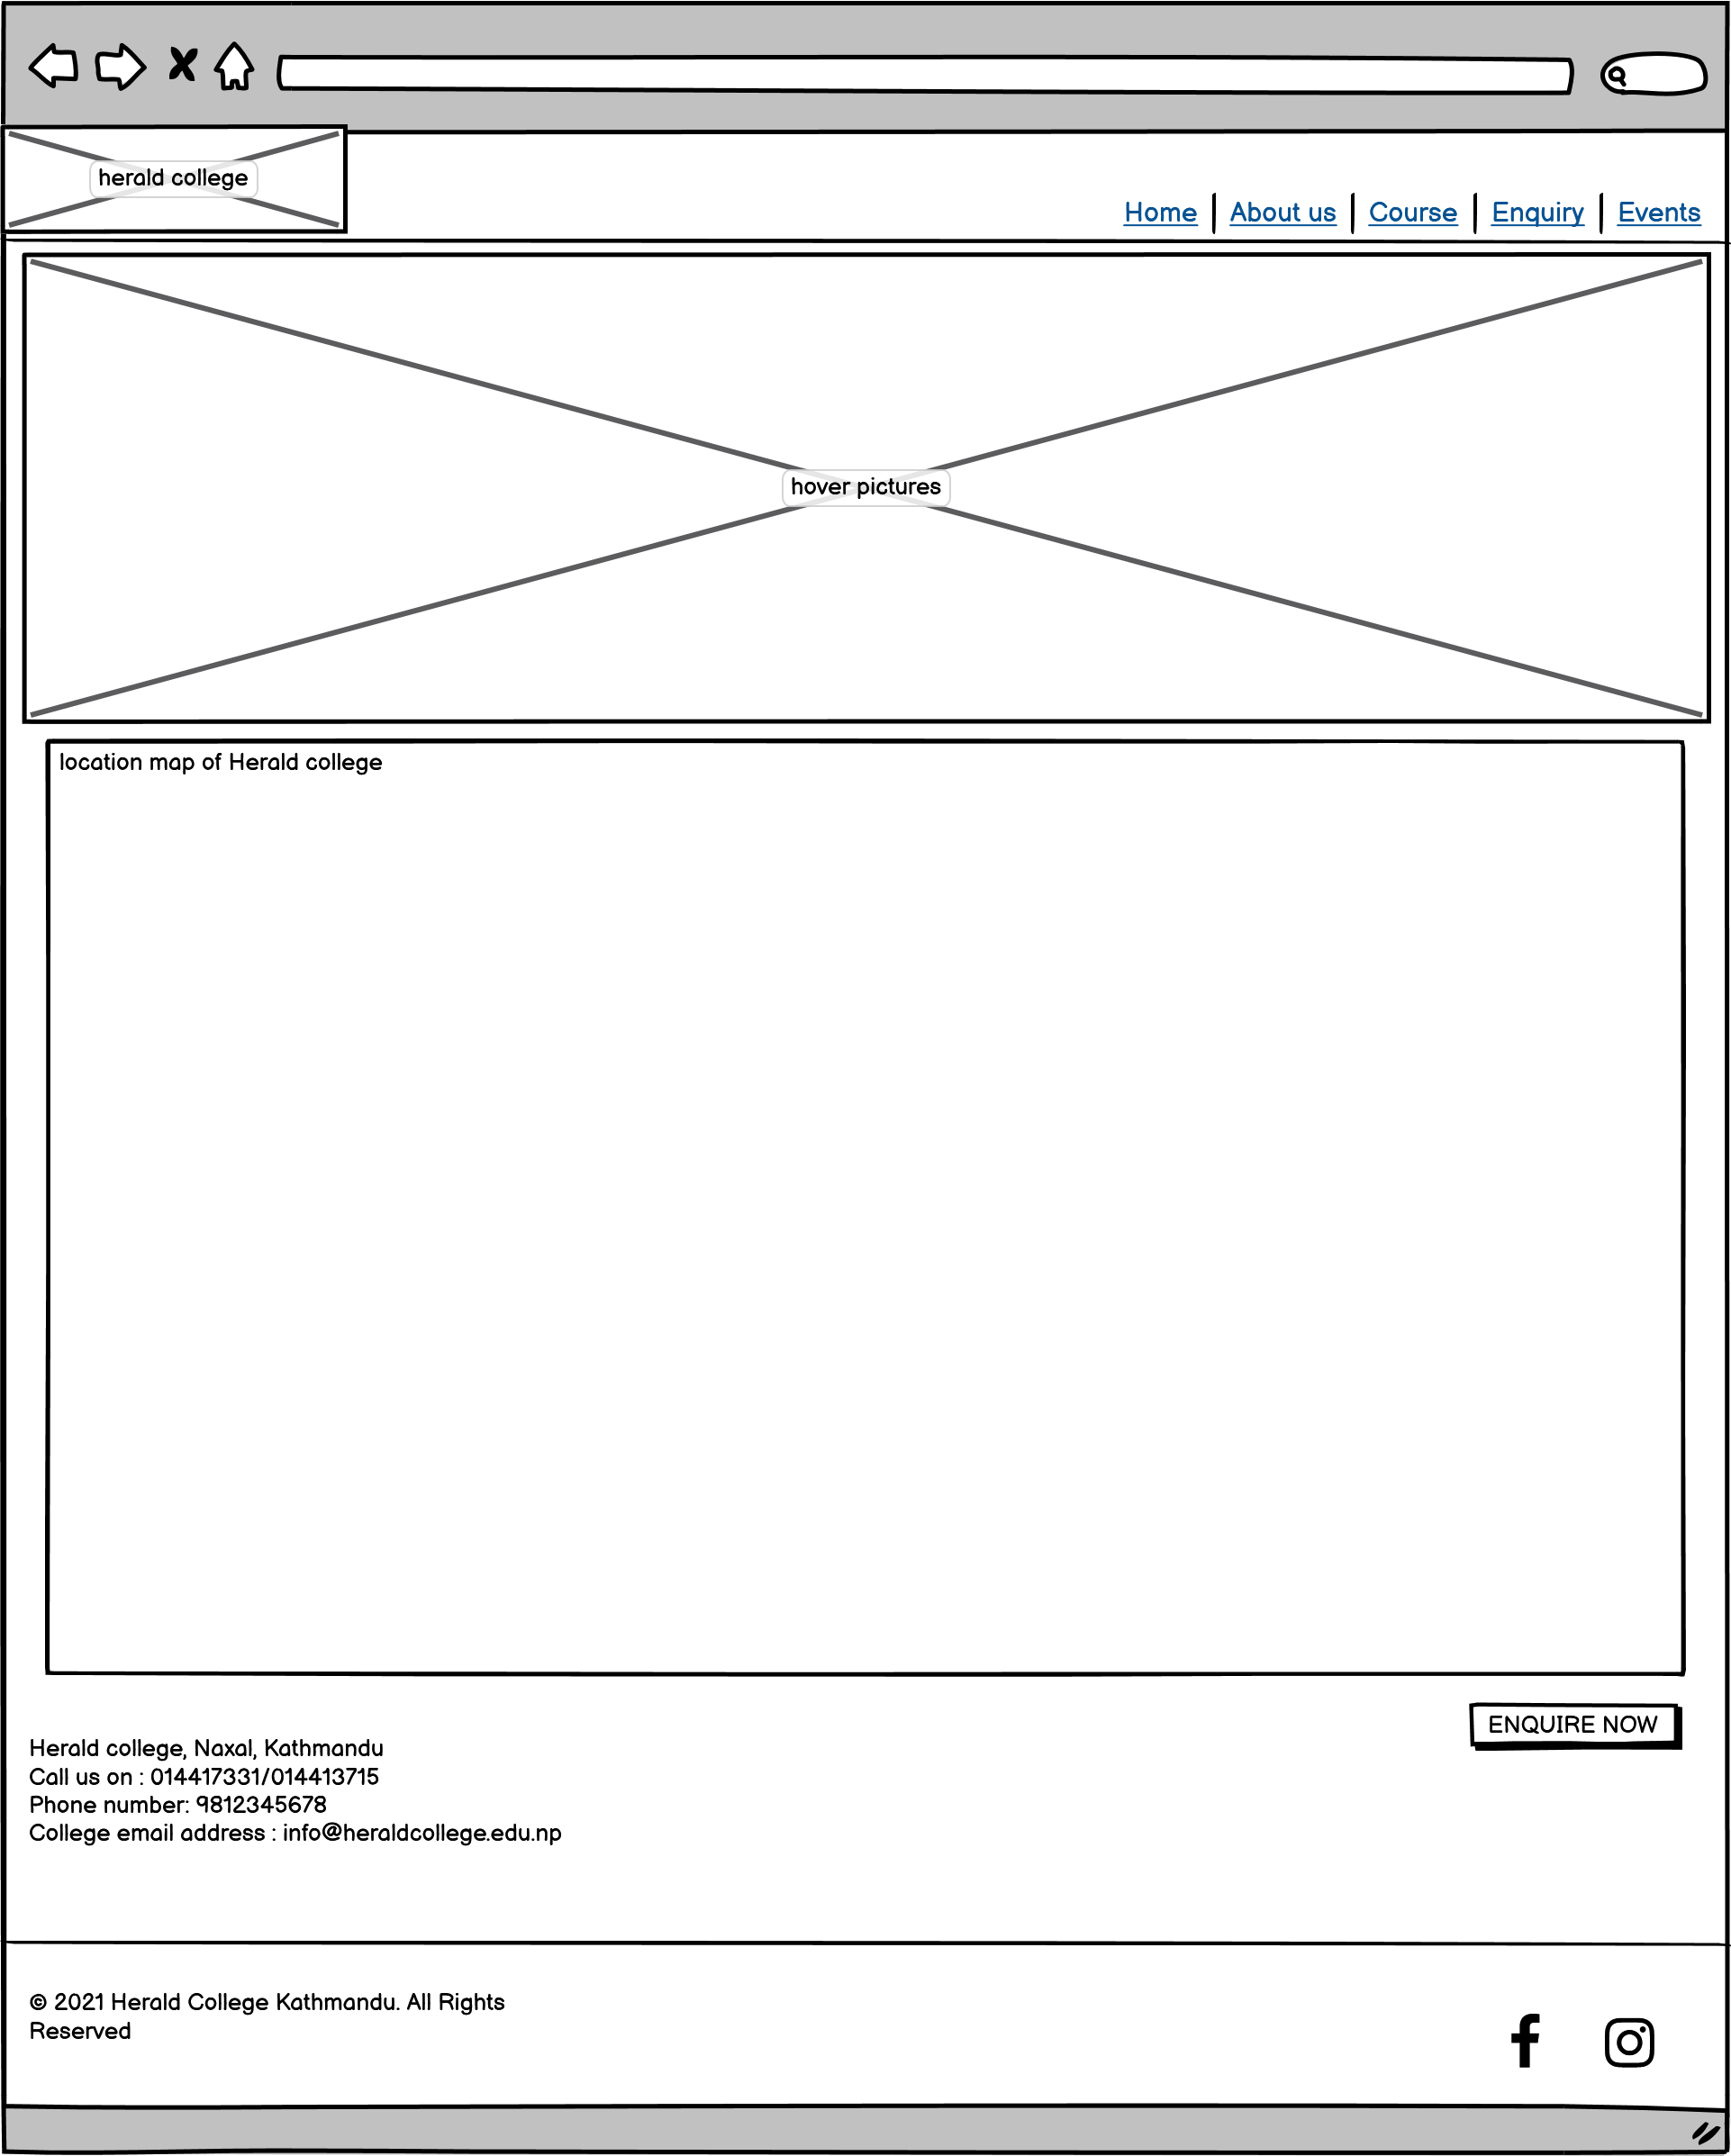 herald college
Home | About us | Course | Enquiry | Events
hover pictures
location map of Herald college
ENQUIRE NOW
Herald college, Naxal, Kathmandu
Call us on : 014417331/014413715
Phone number: 9812345678
College email address : info@heraldcollege.edu.np
© 2021 Herald College Kathmandu. All Rights
Reserved